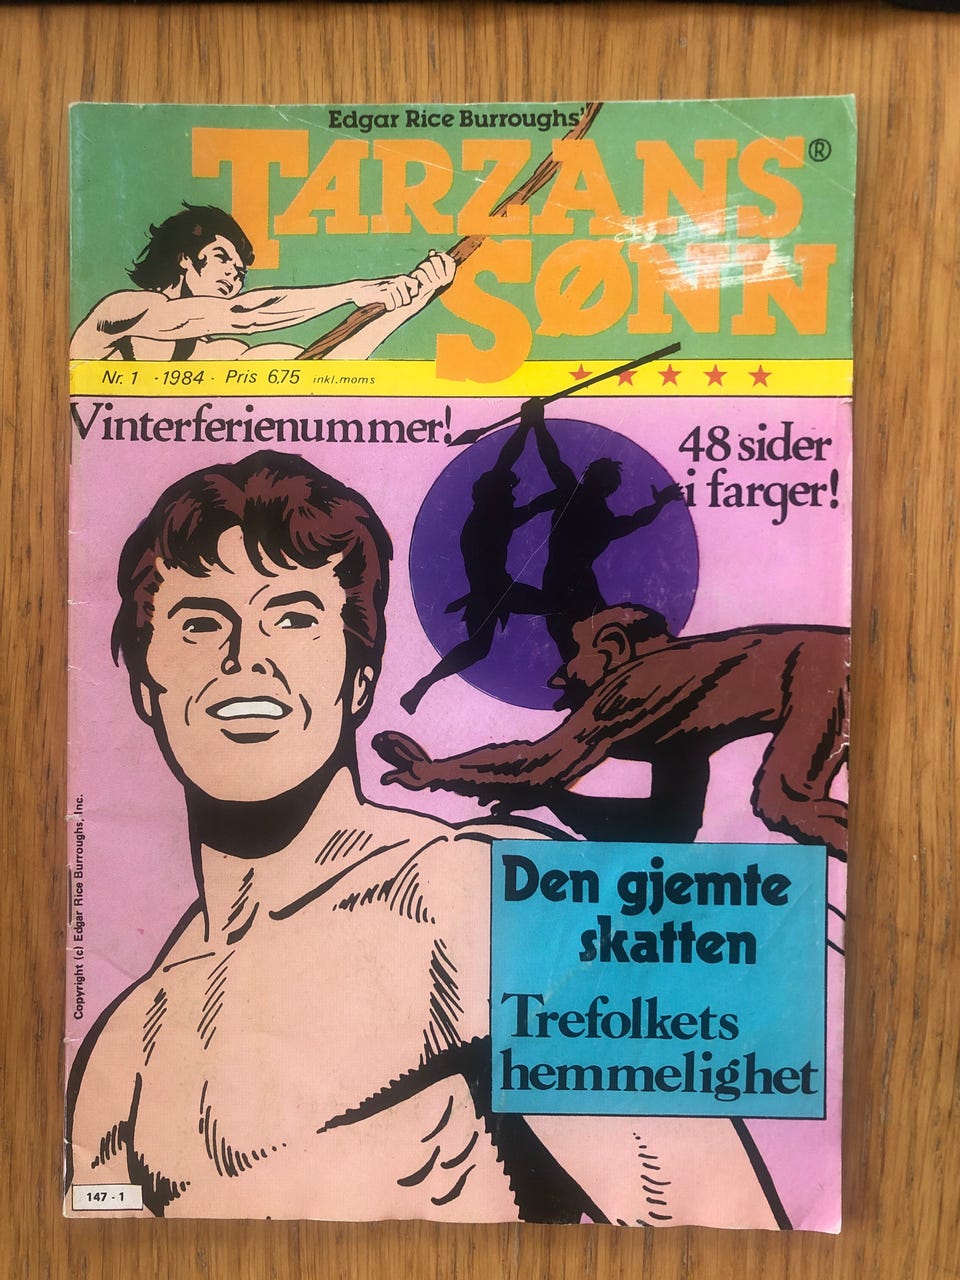 Edgar Rice Burroughs'
TARZANS®
SØNN
Nr. 1 · 1984 · Pris 6,75 inkl. moms
Vinterferienummer!
48 sider
i farger!
Copyright (c) Edgar Rice Burroughs, Inc.
Den gjemte
skatten
Trefolkets
hemmelighet
147 - 1